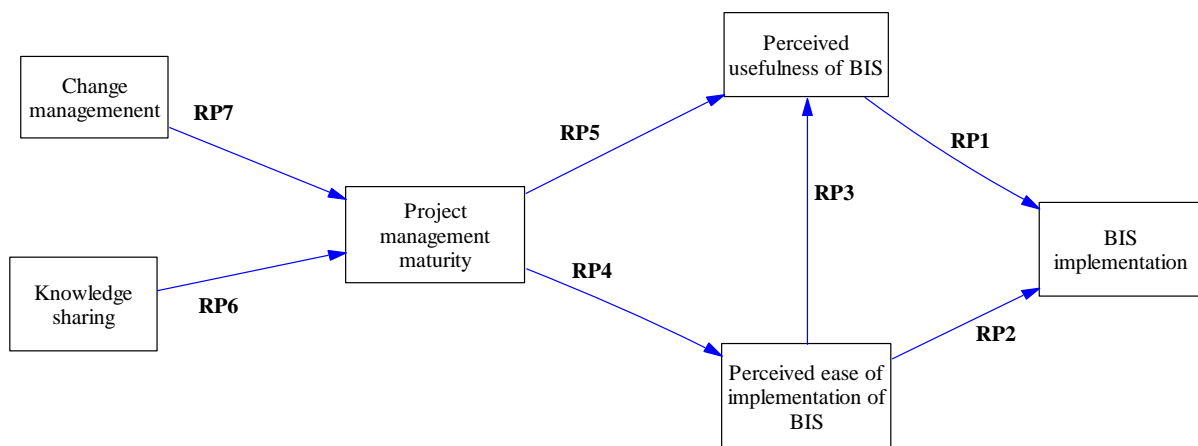 Perceived
usefulness of BIS
Change
managemenent
RP7
RP5
RP1
RP3
Project
management
maturity
BIS
implementation
Knowledge
sharing
RP6
RP4
RP2
Perceived ease of
implementation of
BIS